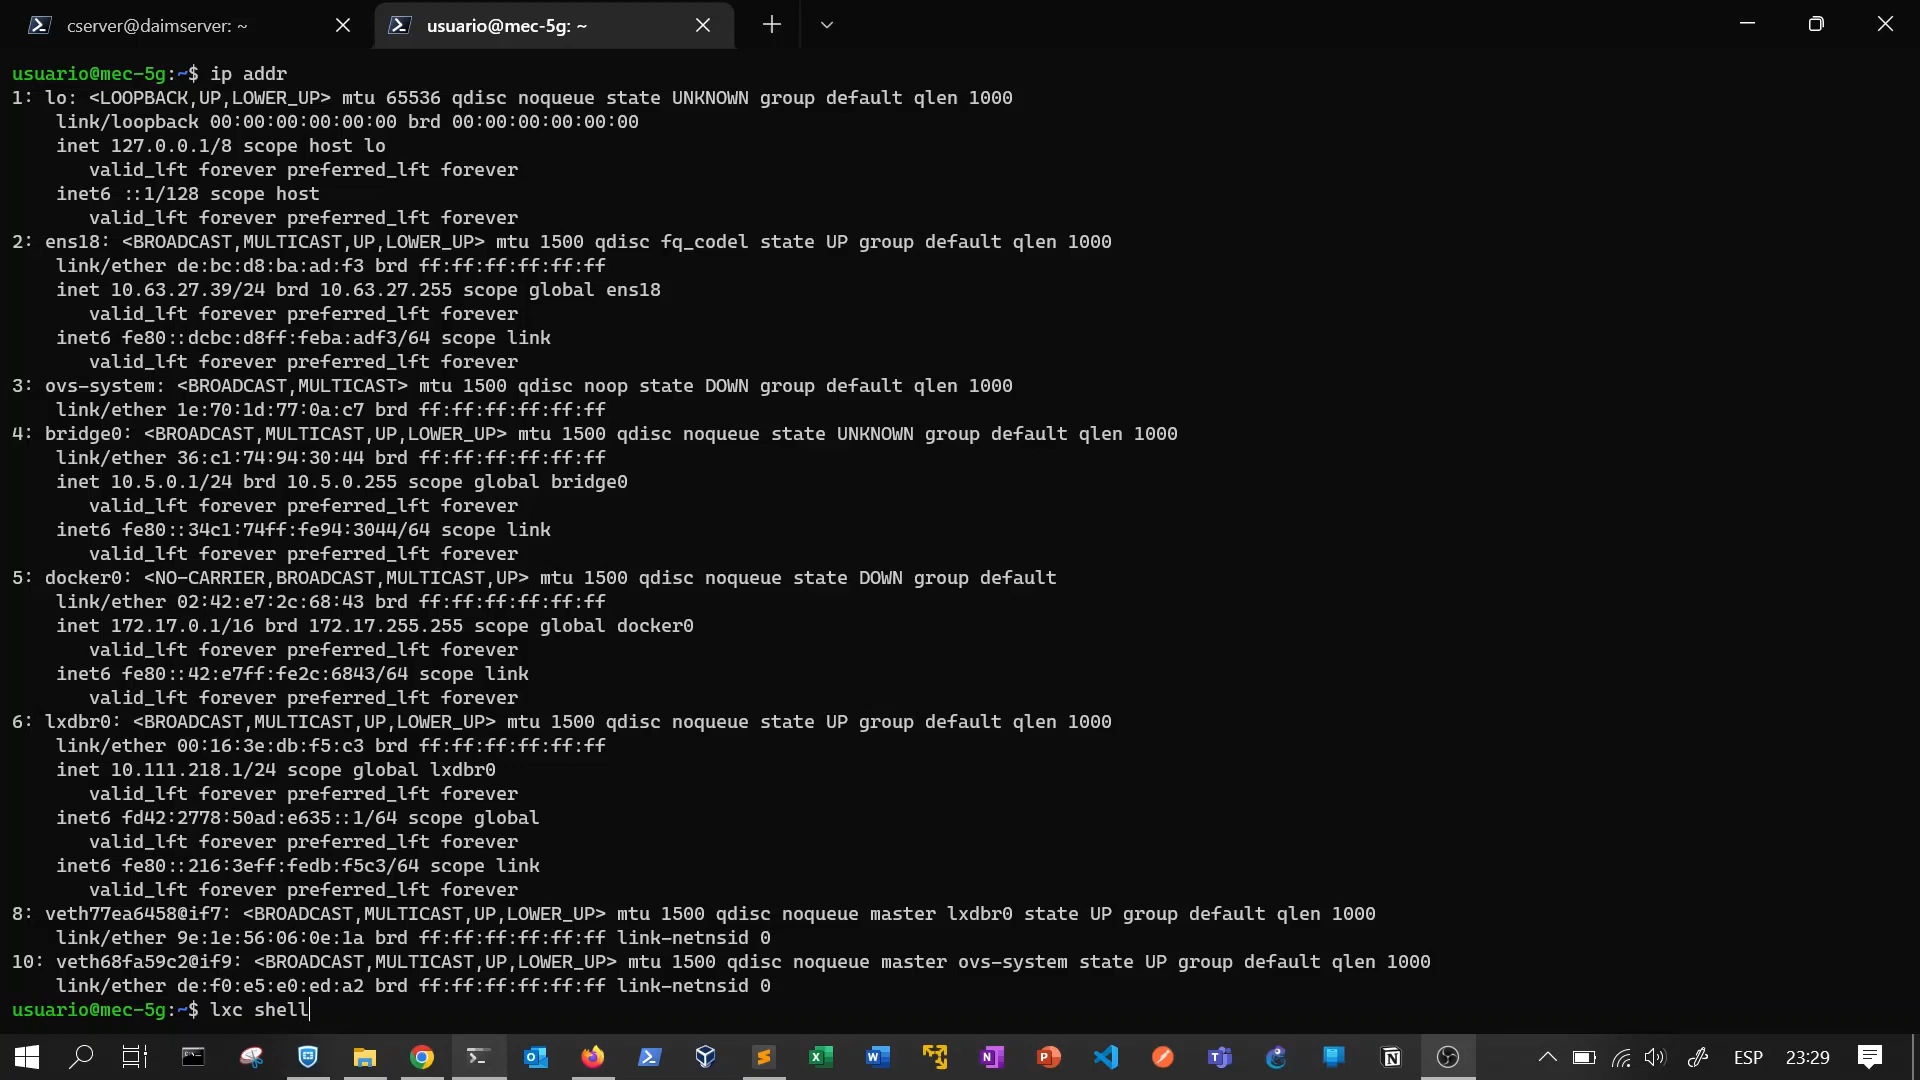 cserver@daimserver: ~
usuario@mec-5g: ~
usuario@mec-5g:~$ ip addr
1: lo: <LOOPBACK,UP,LOWER_UP> mtu 65536 qdisc noqueue state UNKNOWN group default qlen 1000
    link/loopback 00:00:00:00:00:00 brd 00:00:00:00:00:00
    inet 127.0.0.1/8 scope host lo
       valid_lft forever preferred_lft forever
    inet6 ::1/128 scope host
       valid_lft forever preferred_lft forever
2: ens18: <BROADCAST,MULTICAST,UP,LOWER_UP> mtu 1500 qdisc fq_codel state UP group default qlen 1000
    link/ether de:bc:d8:ba:ad:f3 brd ff:ff:ff:ff:ff:ff
    inet 10.63.27.39/24 brd 10.63.27.255 scope global ens18
       valid_lft forever preferred_lft forever
    inet6 fe80::dcbc:d8ff:feba:adf3/64 scope link
       valid_lft forever preferred_lft forever
3: ovs-system: <BROADCAST,MULTICAST> mtu 1500 qdisc noop state DOWN group default qlen 1000
    link/ether 1e:70:1d:77:0a:c7 brd ff:ff:ff:ff:ff:ff
4: bridge0: <BROADCAST,MULTICAST,UP,LOWER_UP> mtu 1500 qdisc noqueue state UNKNOWN group default qlen 1000
    link/ether 36:c1:74:94:30:44 brd ff:ff:ff:ff:ff:ff
    inet 10.5.0.1/24 brd 10.5.0.255 scope global bridge0
       valid_lft forever preferred_lft forever
    inet6 fe80::34c1:74ff:fe94:3044/64 scope link
       valid_lft forever preferred_lft forever
5: docker0: <NO-CARRIER,BROADCAST,MULTICAST,UP> mtu 1500 qdisc noqueue state DOWN group default
    link/ether 02:42:e7:2c:68:43 brd ff:ff:ff:ff:ff:ff
    inet 172.17.0.1/16 brd 172.17.255.255 scope global docker0
       valid_lft forever preferred_lft forever
    inet6 fe80::42:e7ff:fe2c:6843/64 scope link
       valid_lft forever preferred_lft forever
6: lxdbr0: <BROADCAST,MULTICAST,UP,LOWER_UP> mtu 1500 qdisc noqueue state UP group default qlen 1000
    link/ether 00:16:3e:db:f5:c3 brd ff:ff:ff:ff:ff:ff
    inet 10.111.218.1/24 scope global lxdbr0
       valid_lft forever preferred_lft forever
    inet6 fd42:2778:50ad:e635::1/64 scope global
       valid_lft forever preferred_lft forever
    inet6 fe80::216:3eff:fedb:f5c3/64 scope link
       valid_lft forever preferred_lft forever
8: veth77ea6458@if7: <BROADCAST,MULTICAST,UP,LOWER_UP> mtu 1500 qdisc noqueue master lxdbr0 state UP group default qlen 1000
    link/ether 9e:1e:56:06:0e:1a brd ff:ff:ff:ff:ff:ff link-netnsid 0
10: veth68fa59c2@if9: <BROADCAST,MULTICAST,UP,LOWER_UP> mtu 1500 qdisc noqueue master ovs-system state UP group default qlen 1000
    link/ether de:f0:e5:e0:ed:a2 brd ff:ff:ff:ff:ff:ff link-netnsid 0
usuario@mec-5g:~$ lxc shell
ESP 23:29